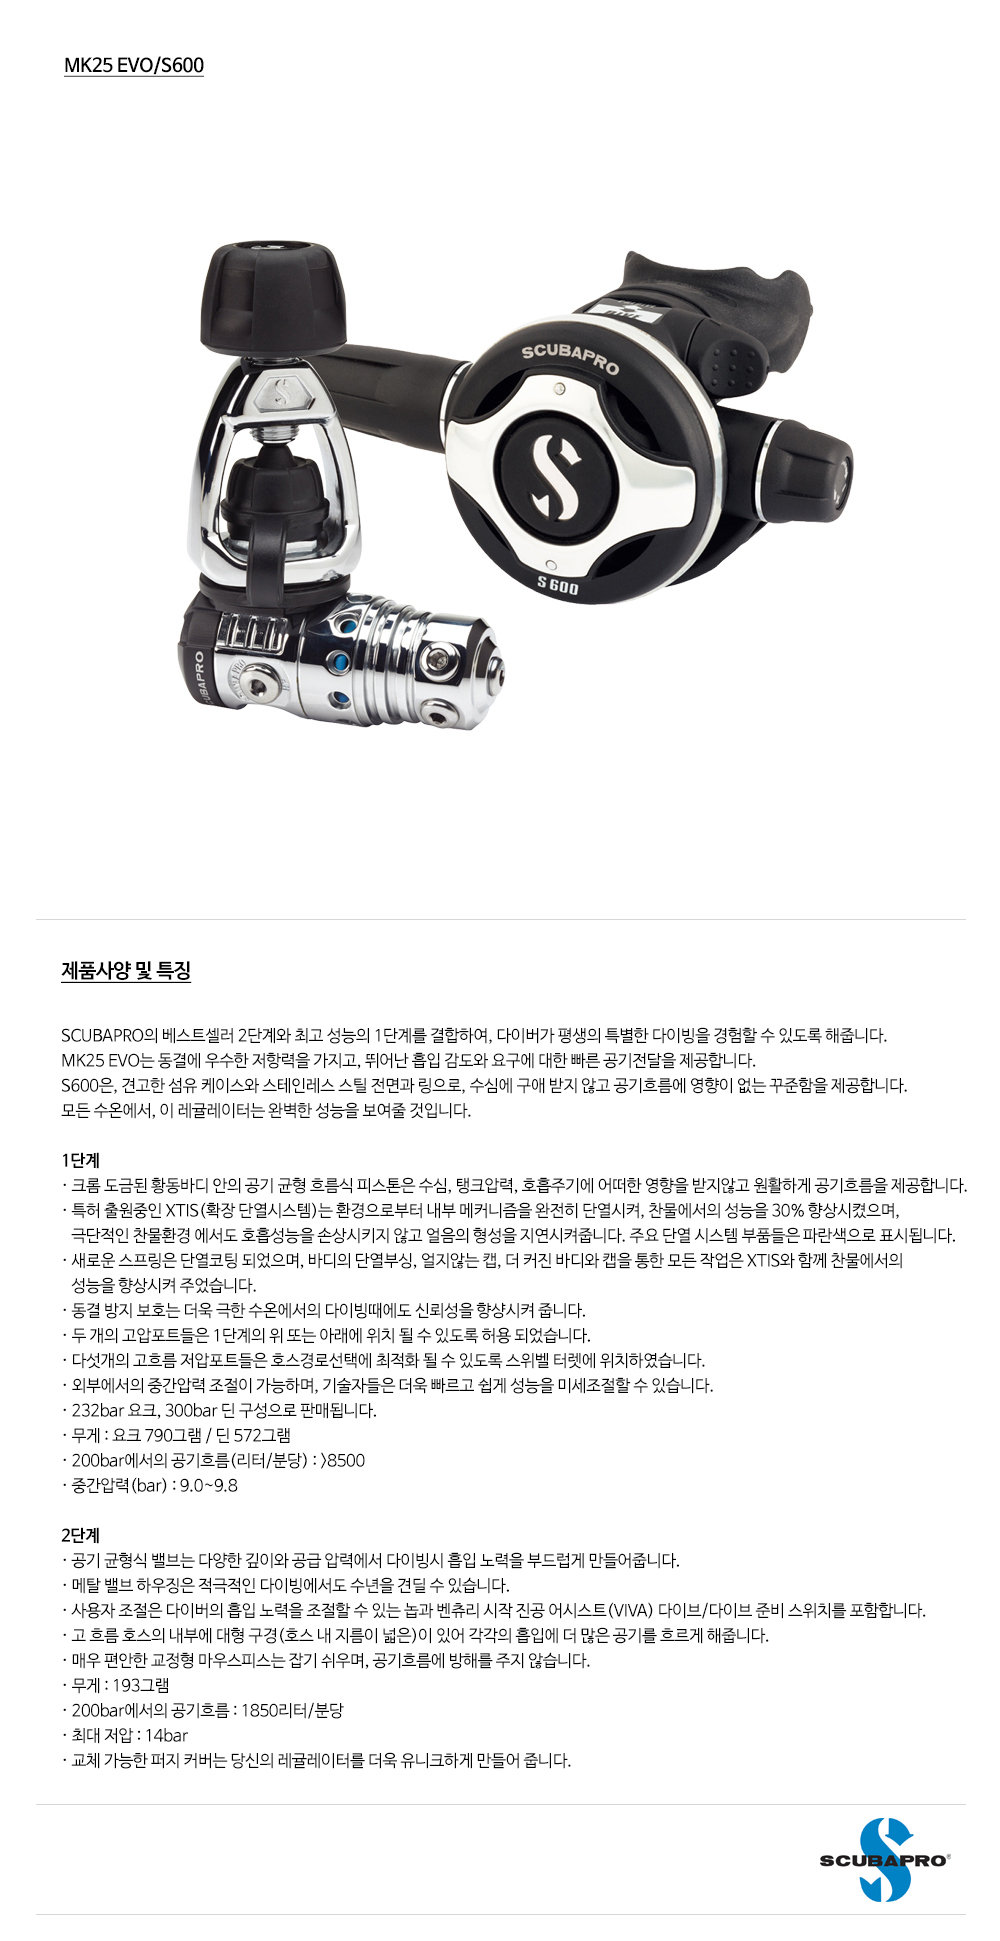 MK25 EVO/S600
SCUBAPRO
S 600
제품사양 및 특징
SCUBAPRO의 베스트셀러 2단계와 최고 성능의 1단계를 결합하여, 다이버가 평생의 특별한 다이빙을 경험할 수 있도록 해줍니다.
MK25 EVO는 동결에 우수한 저항력을 가지고, 뛰어난 흡입 감도와 요구에 대한 빠른 공기전달을 제공합니다.
S600은, 견고한 섬유 케이스와 스테인레스 스틸 전면과 링으로, 수심에 구애 받지 않고 공기흐름에 영향이 없는 꾸준함을 제공합니다.
모든 수온에서, 이 레귤레이터는 완벽한 성능을 보여줄 것입니다.
1단계
· 크롬 도금된 황동바디 안의 공기 균형 흐름식 피스톤은 수심, 탱크압력, 호흡주기에 어떠한 영향을 받지않고 원활하게 공기흐름을 제공합니다.
· 특허 출원중인 XTIS(확장 단열시스템)는 환경으로부터 내부 메커니즘을 완전히 단열시켜, 찬물에서의 성능을 30% 향상시켰으며,
극단적인 찬물환경 에서도 호흡성능을 손상시키지 않고 얼음의 형성을 지연시켜줍니다. 주요 단열 시스템 부품들은 파란색으로 표시됩니다.
· 새로운 스프링은 단열코팅 되었으며, 바디의 단열부싱, 얼지않는 캡, 더 커진 바디와 캡을 통한 모든 작업은 XTIS와 함께 찬물에서의
성능을 향상시켜 주었습니다.
· 동결 방지 보호는 더욱 극한 수온에서의 다이빙때에도 신뢰성을 향샹시켜 줍니다.
· 두 개의 고압포트들은 1단계의 위 또는 아래에 위치 될 수 있도록 허용 되었습니다.
· 다섯개의 고흐름 저압포트들은 호스경로선택에 최적화 될 수 있도록 스위벨 터렛에 위치하였습니다.
· 외부에서의 중간압력 조절이 가능하며, 기술자들은 더욱 빠르고 쉽게 성능을 미세조절할 수 있습니다.
· 232bar 요크, 300bar 딘 구성으로 판매됩니다.
· 무게 : 요크 790그램 / 딘 572그램
· 200bar에서의 공기흐름(리터/분당) : >8500
· 중간압력(bar) : 9.0~9.8
2단계
· 공기 균형식 밸브는 다양한 깊이와 공급 압력에서 다이빙시 흡입 노력을 부드럽게 만들어줍니다.
· 메탈 밸브 하우징은 적극적인 다이빙에서도 수년을 견딜 수 있습니다.
· 사용자 조절은 다이버의 흡입 노력을 조절할 수 있는 놉과 벤츄리 시작 진공 어시스트(VIVA) 다이브/다이브 준비 스위치를 포함합니다.
· 고 흐름 호스의 내부에 대형 구경(호스 내 지름이 넓은)이 있어 각각의 흡입에 더 많은 공기를 흐르게 해줍니다.
· 매우 편안한 교정형 마우스피스는 잡기 쉬우며, 공기흐름에 방해를 주지 않습니다.
· 무게 : 193그램
· 200bar에서의 공기흐름 : 1850리터/분당
· 최대 저압 : 14bar
· 교체 가능한 퍼지 커버는 당신의 레귤레이터를 더욱 유니크하게 만들어 줍니다.
SCUBAPRO®